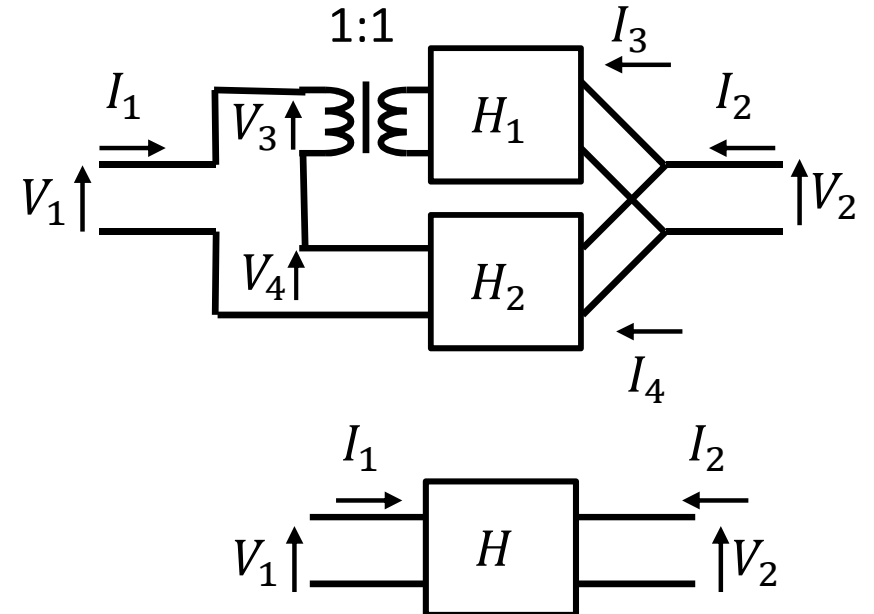 1:1
I₃
I₁
V₃
H₁
I₂
V₁
V₂
V₄
H₂
I₄
I₁
I₂
V₁
H
V₂